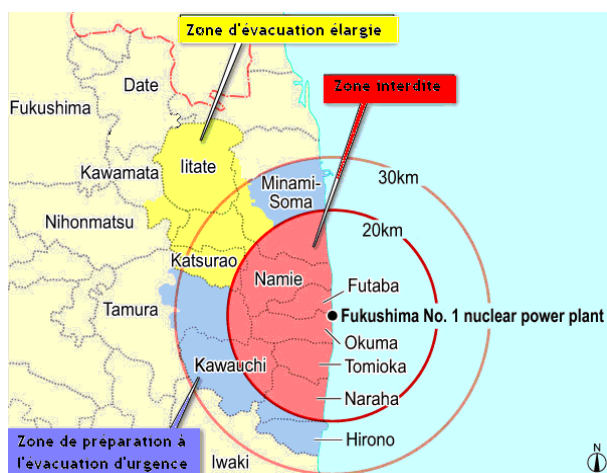 Zone d'évacuation élargie
Date
Zone interdite
Fukushima
Iitate
Kawamata
Minami-
Soma
30km
Nihonmatsu
20km
Katsurao
Namie
Futaba
Tamura
Fukushima No. 1 nuclear power plant
Okuma
Kawauchi
Tomioka
Naraha
Zone de préparation à
l'évacuation d'urgence
Hirono
Iwaki
N